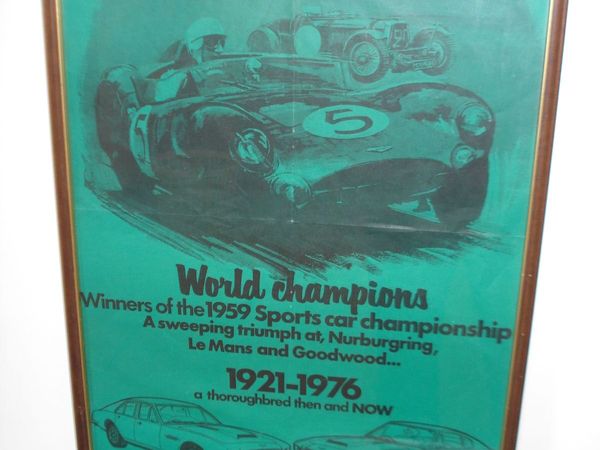 5
World champions
Winners of the 1959 Sports car championship
A sweeping triumph at, Nurburgring,
Le Mans and Goodwood...
1921-1976
a thoroughbred then and NOW